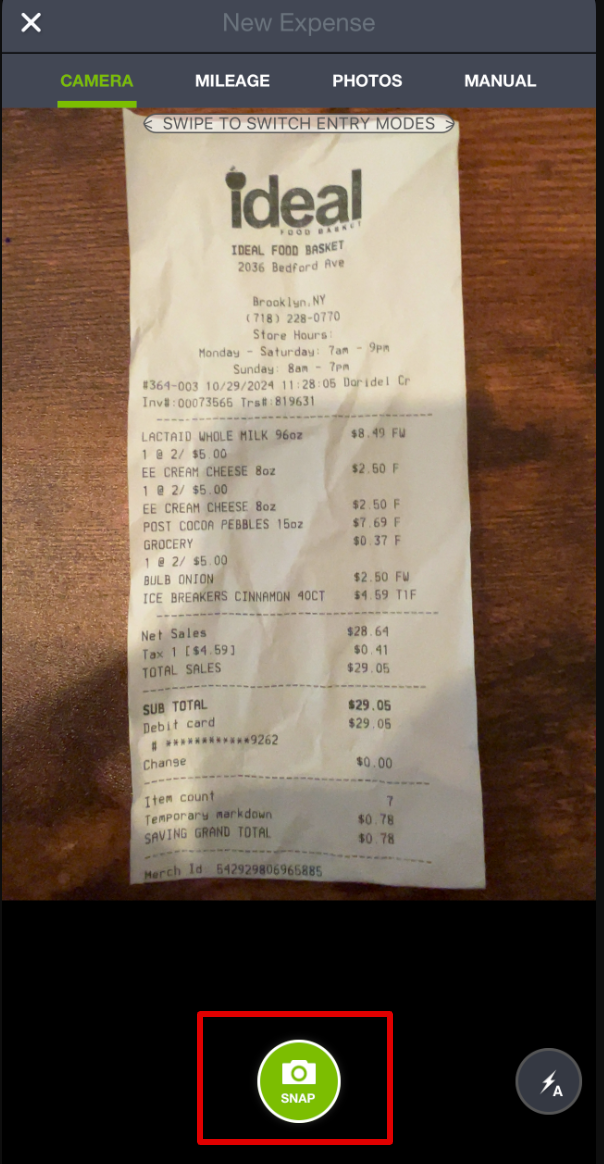 New Expense
CAMERA MILEAGE PHOTOS MANUAL
< SWIPE TO SWITCH ENTRY MODES >
ideal
FOOD BASKET
IDEAL FOOD BASKET
2036 Bedford Ave
Brooklyn,NY
(718) 228-0770
Store Hours:
Monday - Saturday: 7am - 9pm
Sunday: 8am - 7pm
#364-003 10/29/2024 11:28:05 Doridel Cr
Inv#:00073565 Trs#:819631
LACTAID WHOLE MILK 96oz $8.49 FW
1 @ 2/ $5.00
EE CREAM CHEESE 8oz $2.50 F
1 @ 2/ $5.00
EE CREAM CHEESE 8oz $2.50 F
POST COCOA PEBBLES 15oz $7.69 F
GROCERY $0.37 F
1 @ 2/ $5.00
BULB ONION $2.50 FW
ICE BREAKERS CINNAMON 40CT $4.59 T1F
Net Sales $28.64
Tax 1 [$4.59] $0.41
TOTAL SALES $29.05
SUB TOTAL $29.05
Debit card $29.05
# ************9262
Change $0.00
Item count 7
Temporary markdown $0.78
SAVING GRAND TOTAL $0.78
Merch Id 542929806965885
SNAP
A